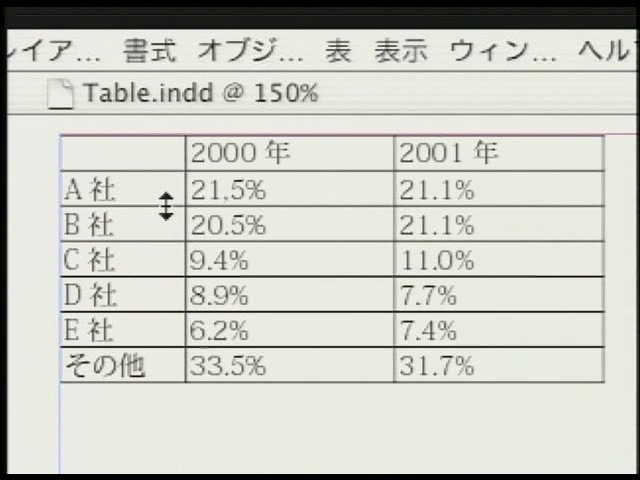 レイア... 書式 オブジ... 表 表示 ウィン... ヘル
Table.indd @ 150%
2000 年 2001 年
A 社 21,5% 21.1%
B 社 20.5% 21.1%
C 社 9.4% 11.0%
D 社 8.9% 7.7%
E 社 6.2% 7.4%
その他 33.5% 31.7%